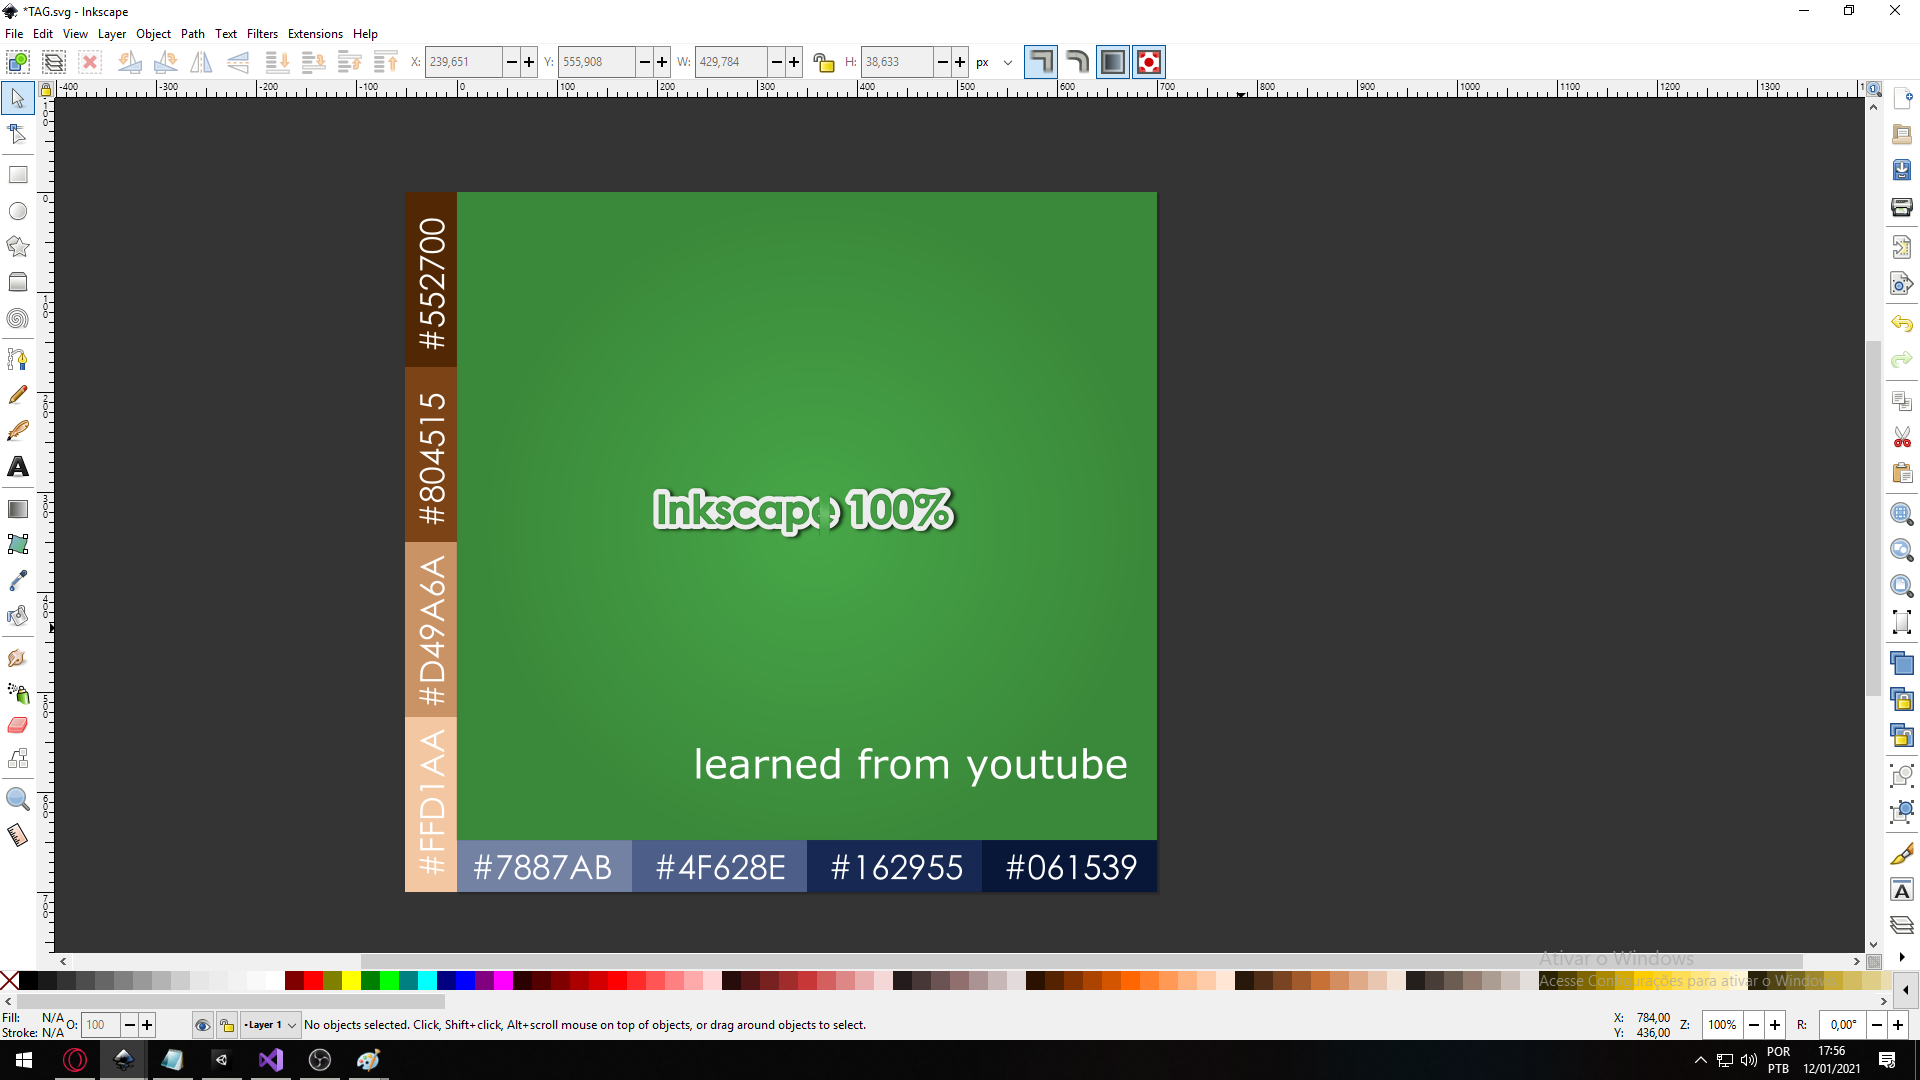 *TAG.svg - Inkscape
File Edit View Layer Object Path Text Filters Extensions Help
X: 239,651 Y: 555,908 W: 429,784 H: 38,633 px
-400 -300 -200 -100 0 100 200 300 400 500 600 700 800 900 1000 1100 1200 1300
#552700
#804515
#D49A6A
#FFD1AA
Inkscape 100%
learned from youtube
#7887AB #4F628E #162955 #061539
Ativar o Windows
Acesse Configurações para ativar o Windows.
Fill: N/A O: 100
Stroke: N/A
Layer 1
No objects selected. Click, Shift+click, Alt+scroll mouse on top of objects, or drag around objects to select.
X: 784,00
Y: 436,00
Z: 100% R: 0,00°
POR
PTB
17:56
12/01/2021